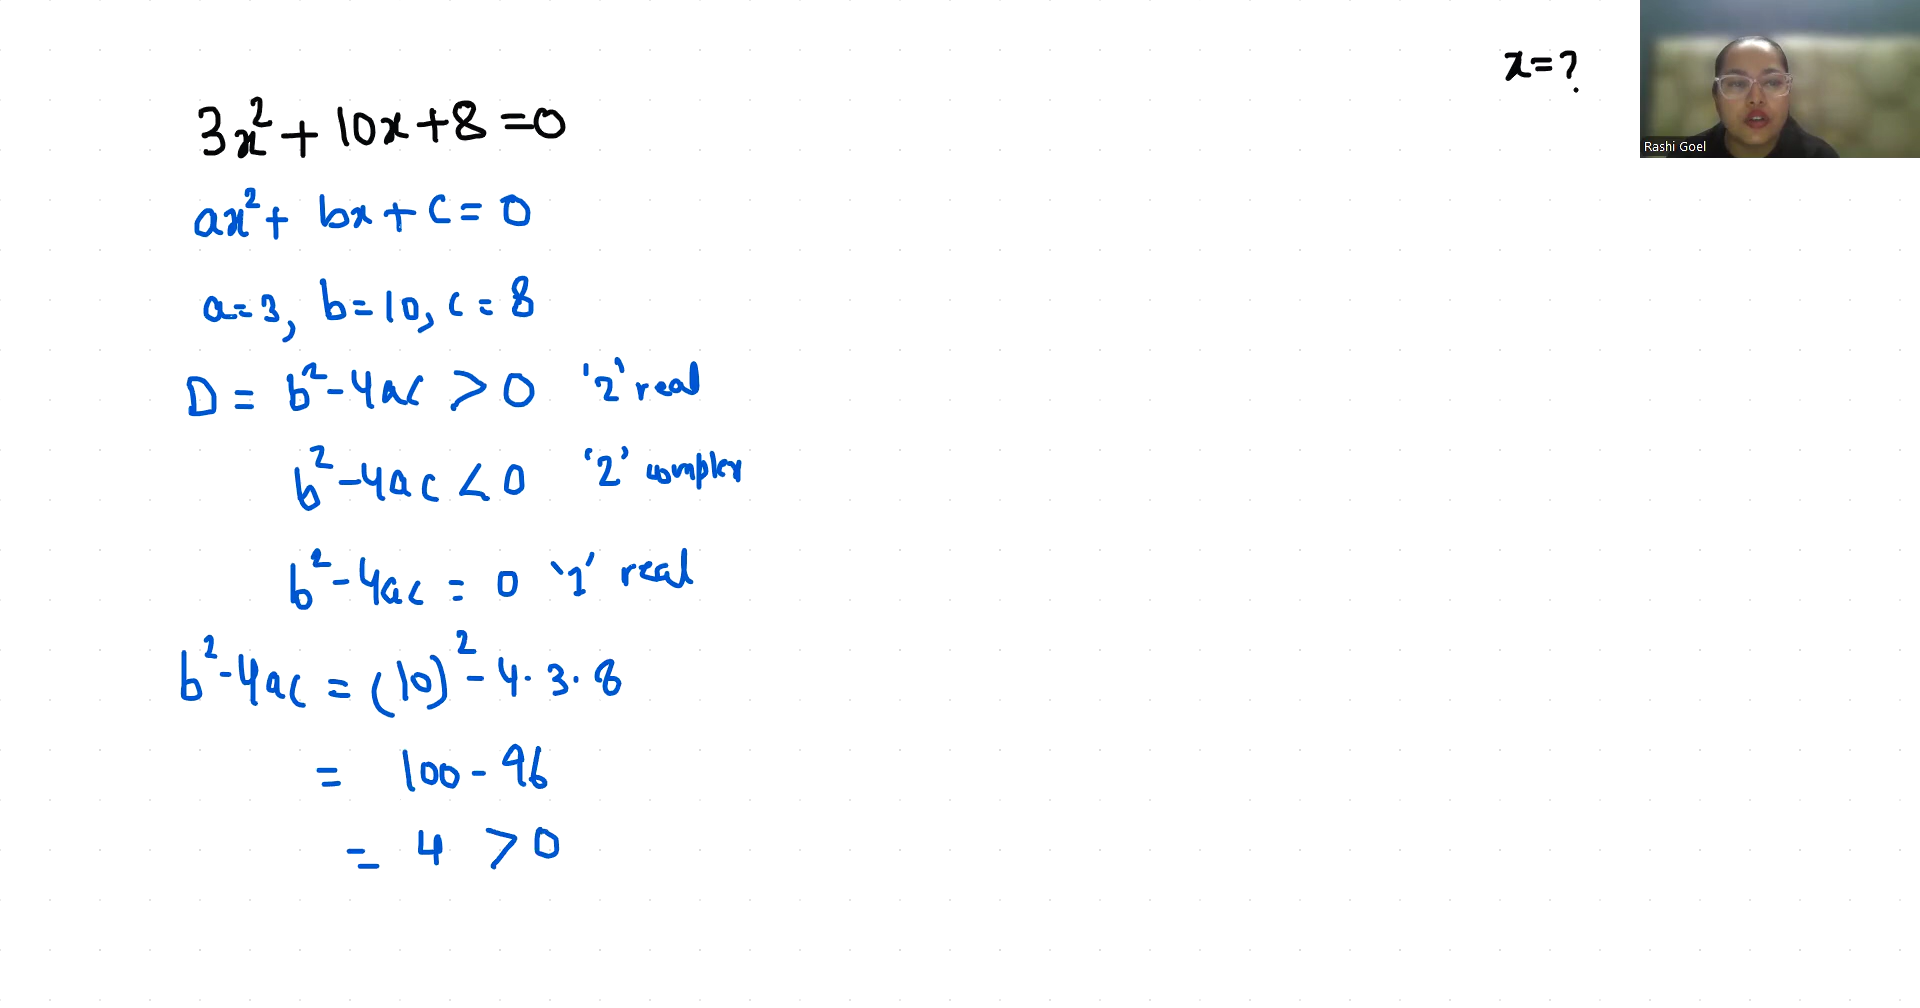 x=?
Rashi Goel
3x²+10x+8=0
ax²+ bx+c=0
a=3, b=10, c=8
D = b²-4ac > 0 '2' real
b²-4ac < 0 '2' complex
b²-4ac = 0 '1' real
b²-4ac = (10)²-4·3·8
= 100-96
= 4 > 0